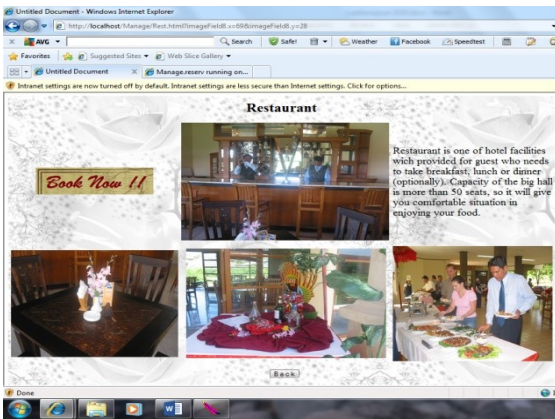 Untitled Document - Windows Internet Explorer
http://localhost/Manage/Rest.html?imageField8.x=69&imageField8.y=28
AVG Search Safe! Weather Facebook Speedtest
Favorites Suggested Sites Web Slice Gallery
Untitled Document Manage.reserv running on...
Intranet settings are now turned off by default. Intranet settings are less secure than Internet settings. Click for options...
Restaurant
Book Now !!
Restaurant is one of hotel facilities
wich provided for guest who needs
to take breakfast, lunch or dinner
(optionally). Capacity of the big hall
is more than 50 seats, so it will give
you comfortable situation in
enjoying your food.
Back
Done